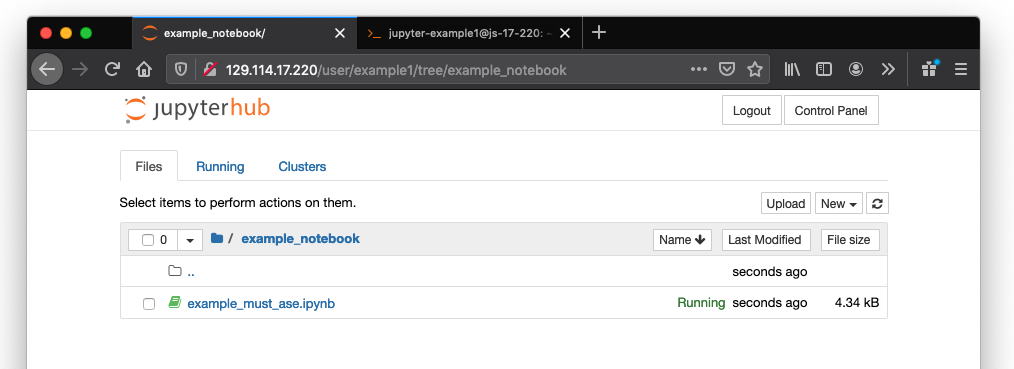 example_notebook/
>_ jupyter-example1@js-17-220: ~
129.114.17.220/user/example1/tree/example_notebook
jupyterhub
Logout Control Panel
Files Running Clusters
Select items to perform actions on them.
Upload New
0 / example_notebook Name Last Modified File size
.. seconds ago
example_must_ase.ipynb Running seconds ago 4.34 kB